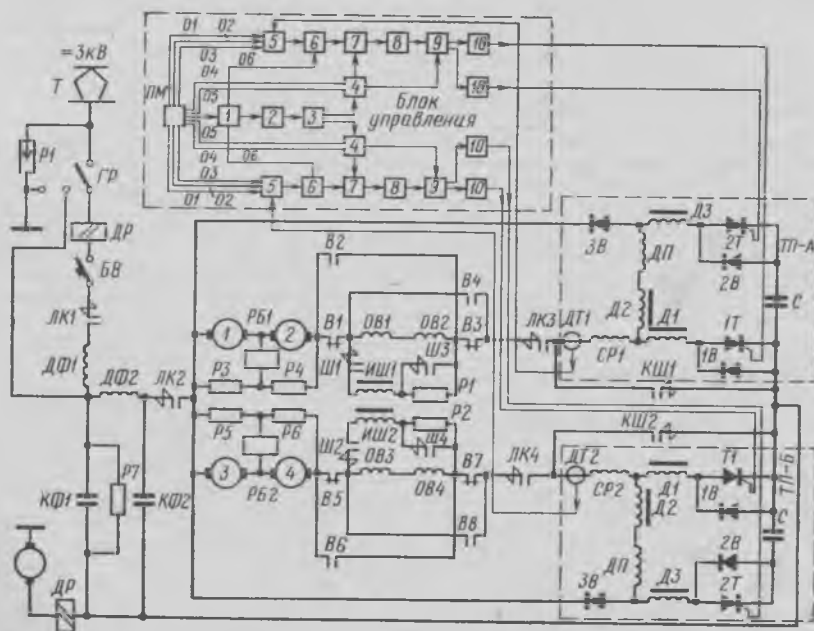 =3кВ
Т
Р1
ГР
ДР
БВ
ЛК1
ДФ1
ДФ2
ЛК2
КФ1
Р7
КФ2
ДР
ПМ
01
02
03
04
05
06
05
04
06
03
01
02
5
6
7
8
9
10
10
4
1
2
3
Блок
управления
4
10
5
6
7
8
9
10
В2
В4
РБ1
1
2
В1
ОВ1
ОВ2
В3
ЛК3
Ш1
ИШ1
Ш3
Р3
Р4
Р1
Р5
Р6
Р2
Ш2
ИШ2
Ш4
3
4
РБ2
В5
ОВ3
ОВ4
В7
ЛК4
В8
В6
3В
Д3
2Т
ТП-А
ДП
2В
С
Д2
Д1
1Т
ДТ1
СР1
1В
КШ1
КШ2
ДТ2
СР2
Д1
Т1
ТП-Б
1В
Д2
С
ДП
2В
3В
Д3
2Т